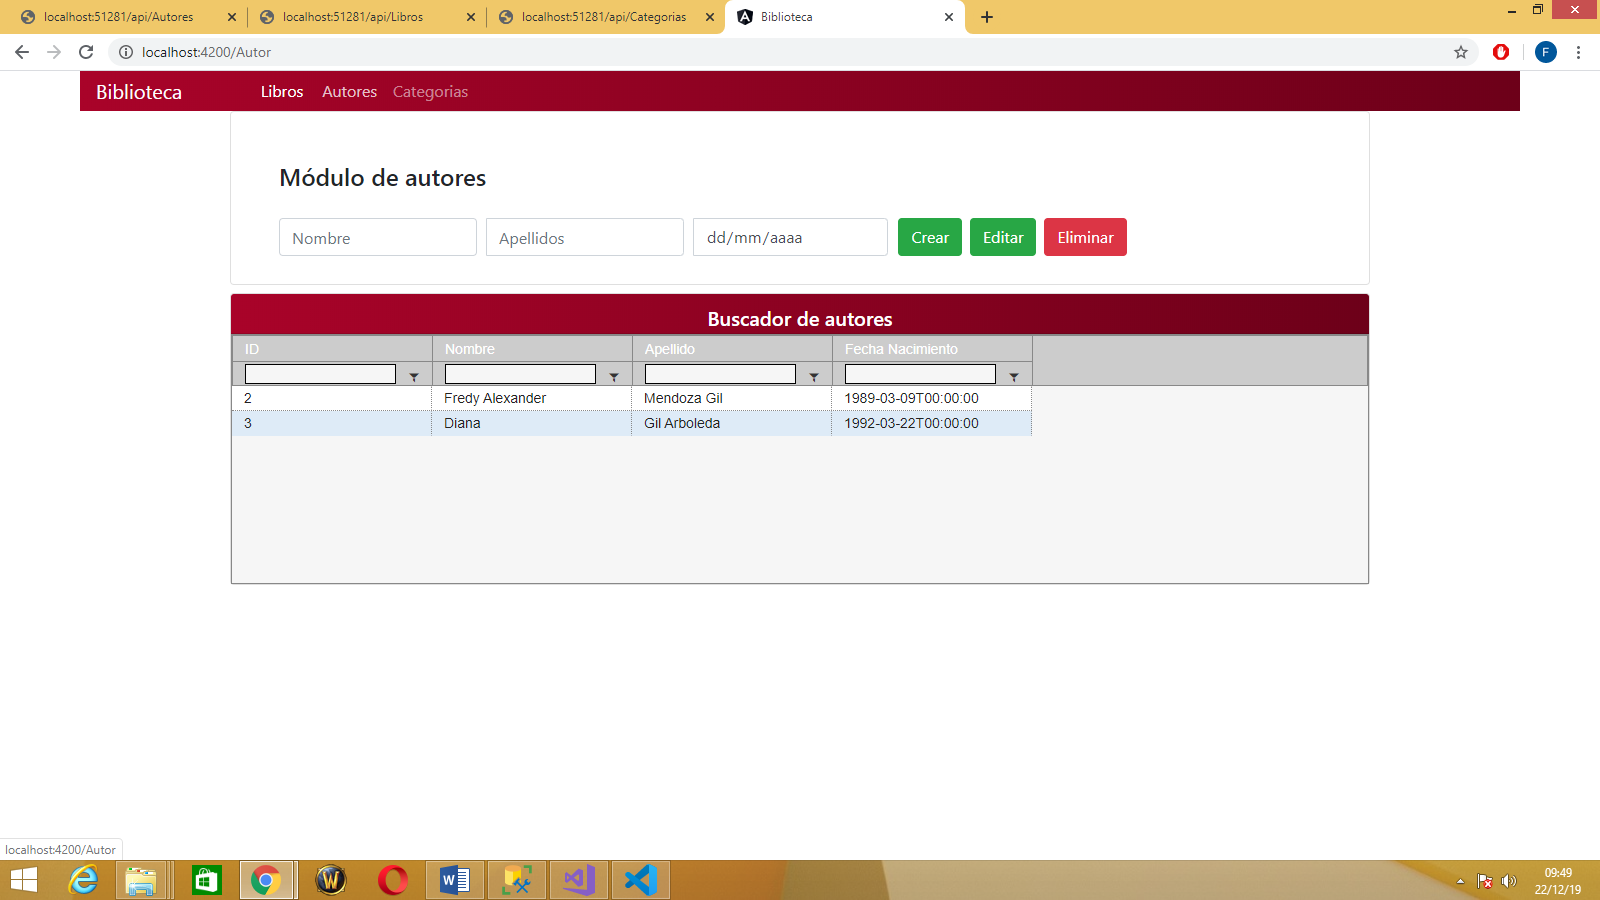 localhost:51281/api/Autores
localhost:51281/api/Libros
localhost:51281/api/Categorias
Biblioteca
localhost:4200/Autor
F
Biblioteca
Libros
Autores
Categorias
Módulo de autores
Nombre
Apellidos
dd/mm/aaaa
Crear
Editar
Eliminar
Buscador de autores
ID
Nombre
Apellido
Fecha Nacimiento
2
Fredy Alexander
Mendoza Gil
1989-03-09T00:00:00
3
Diana
Gil Arboleda
1992-03-22T00:00:00
localhost:4200/Autor
09:49
22/12/19